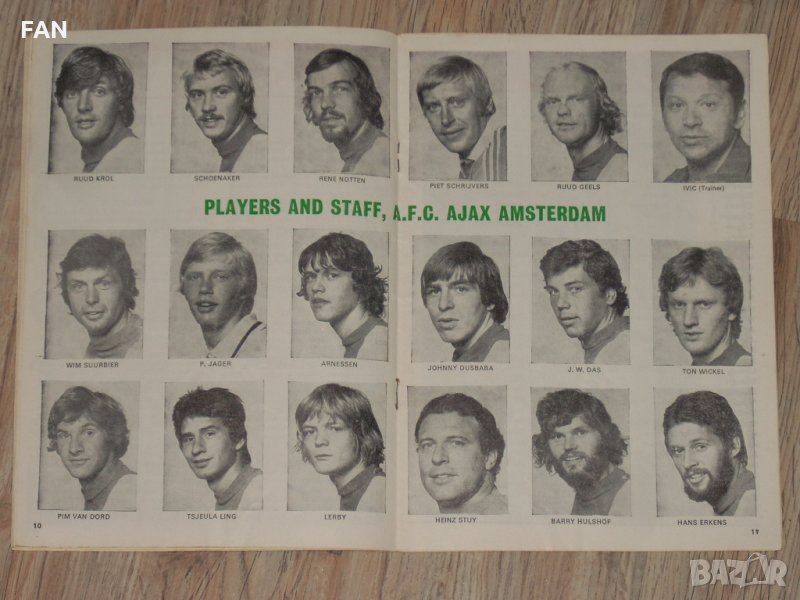 FAN
RUUD KROL
SCHOENAKER
RENE NOTTEN
PIET SCHRIJVERS
RUUD GEELS
IVIC (Trainer)
PLAYERS AND STAFF, A.F.C. AJAX AMSTERDAM
WIM SUURBIER
P. JAGER
ARNESSEN
JOHNNY DUSBABA
J. W. DAS
TON WICKEL
PIM VAN DORD
TSJEULA LING
LERBY
HEINZ STUY
BARRY HULSHOF
HANS ERKENS
10
11
BAZAR